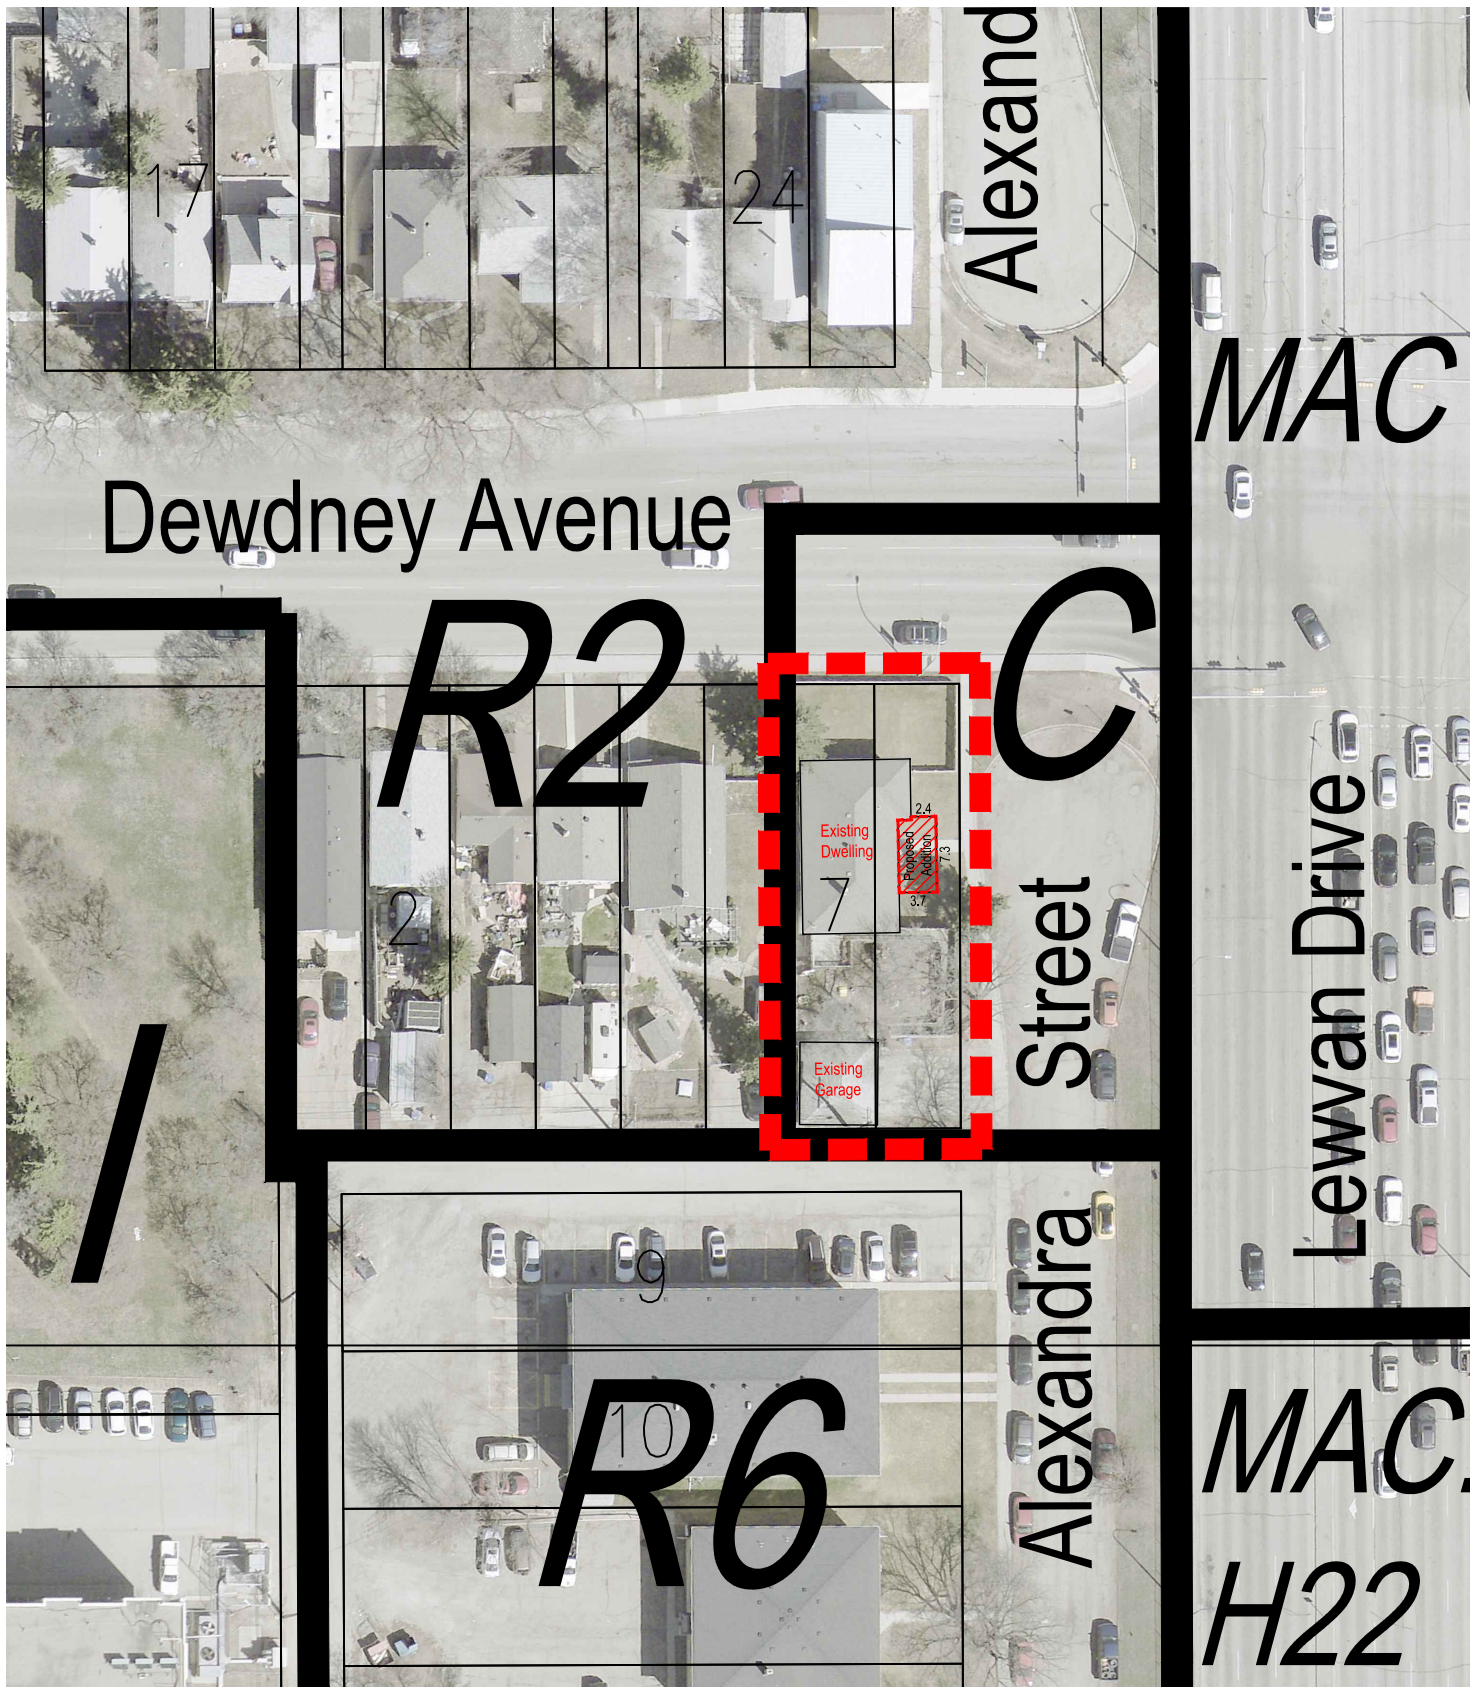 Alexand
17
24
MAC
Dewdney Avenue
R2
C
Existing
Dwelling
Proposed
Addition
2.4
7.3
3.7
7
2
Existing
Garage
Street
Lewvan Drive
I
9
10
R6
Alexandra
MAC.
H22